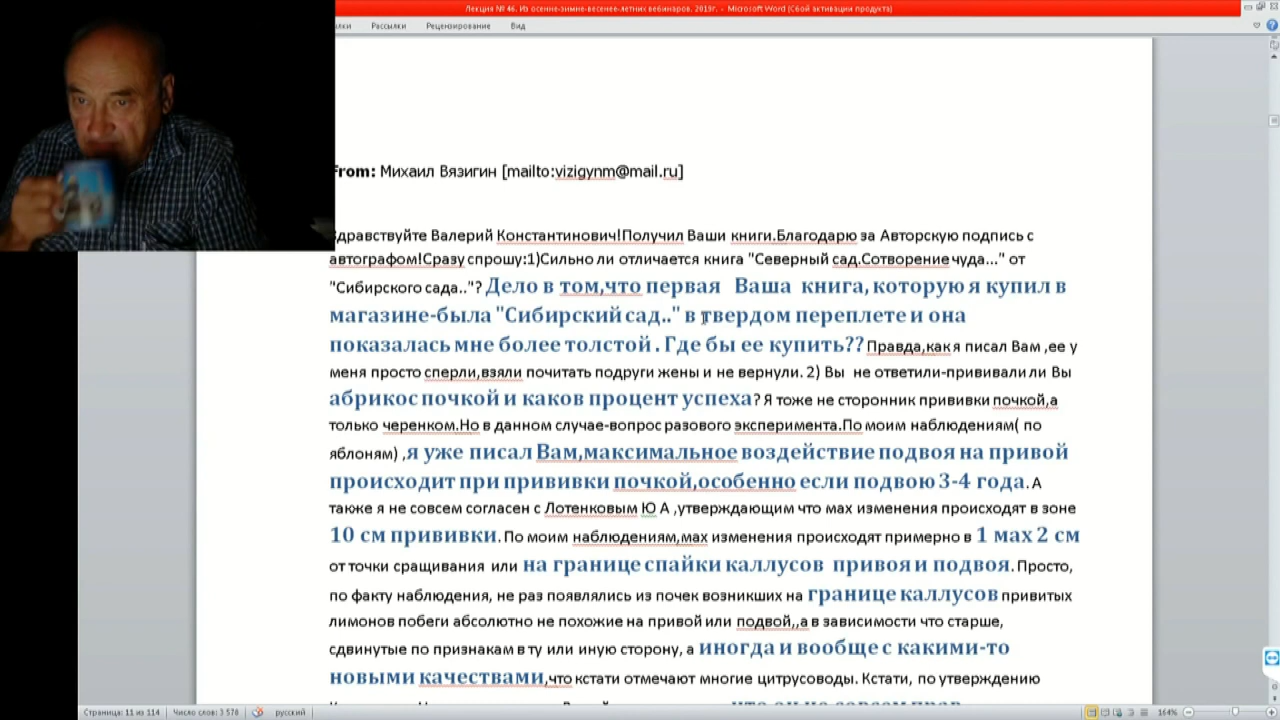 Лекция № 46. Из осенне-зимне-весенее-летних вебинаров. 2019г. - Microsoft Word (Сбой активации продукта)
Рассылки Рецензирование Вид
From: Михаил Вязигин [mailto:vizigynm@mail.ru]
дравствуйте Валерий Константинович!Получил Ваши книги.Благодарю за Авторскую подпись с
автографом!Сразу спрошу:1)Сильно ли отличается книга "Северный сад.Сотворение чуда..." от
"Сибирского сада.."? Дело в том,что первая Ваша книга, которую я купил в
магазине-была "Сибирский сад.." в твердом переплете и она
показалась мне более толстой . Где бы ее купить?? Правда,как я писал Вам ,ее у
меня просто сперли,взяли почитать подруги жены и не вернули. 2) Вы не ответили-прививали ли Вы
абрикос почкой и каков процент успеха? Я тоже не сторонник прививки почкой,а
только черенком.Но в данном случае-вопрос разового эксперимента.По моим наблюдениям( по
яблоням) ,я уже писал Вам,максимальное воздействие подвоя на привой
происходит при прививки почкой,особенно если подвою 3-4 года. А
также я не совсем согласен с Лотенковым Ю А ,утверждающим что мах изменения происходят в зоне
10 см прививки. По моим наблюдениям,мах изменения происходят примерно в 1 мах 2 см
от точки сращивания или на границе спайки каллусов привоя и подвоя. Просто,
по факту наблюдения, не раз появлялись из почек возникших на границе каллусов привитых
лимонов побеги абсолютно не похожие на привой или подвой,,а в зависимости что старше,
сдвинутые по признакам в ту или иную сторону, а иногда и вообще с какими-то
новыми качествами,что кстати отмечают многие цитрусоводы. Кстати, по утверждению
Страница: 11 из 114 Число слов: 3 578 русский 164%